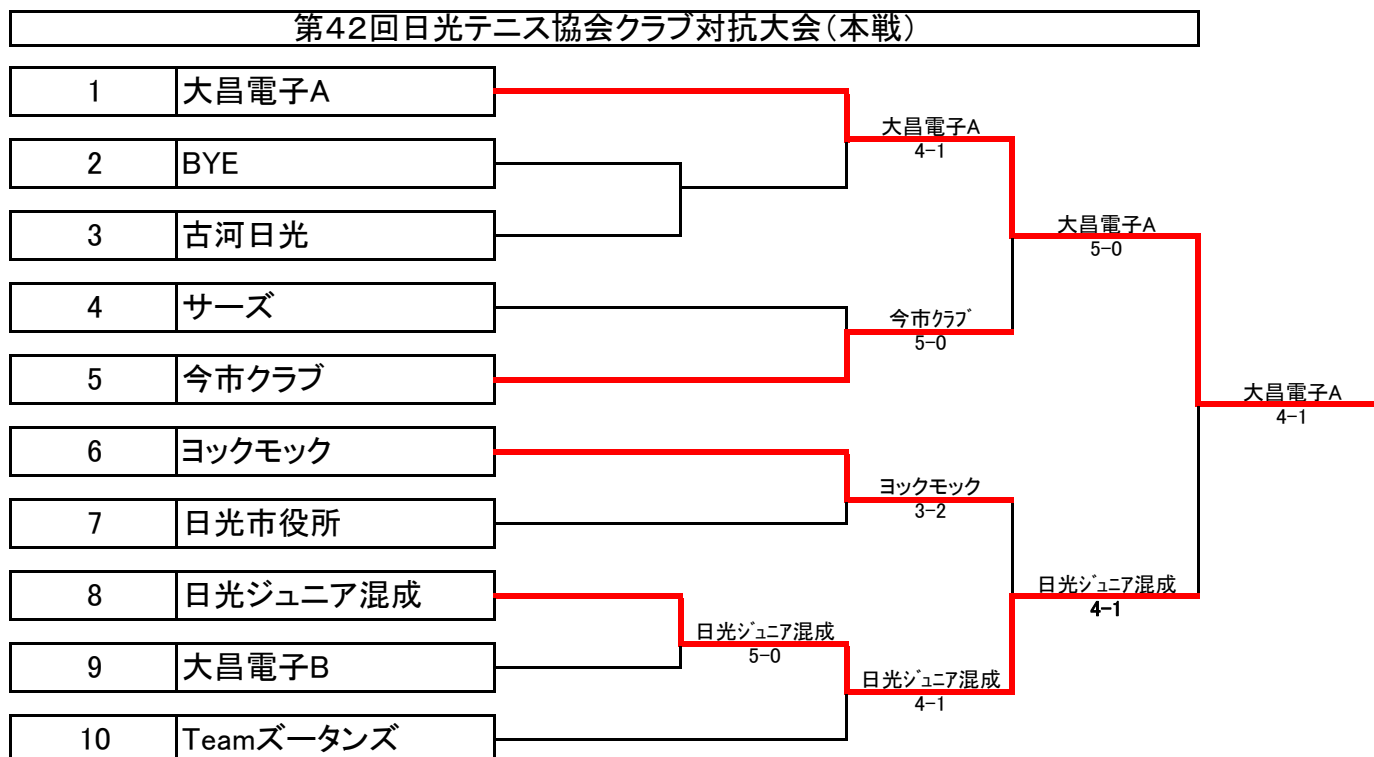 第42回日光テニス協会クラブ対抗大会(本戦)
1 大昌電子A
大昌電子A
4-1
2 BYE
3 古河日光
大昌電子A
5-0
4 サーズ
今市ｸﾗﾌﾞ
5-0
5 今市クラブ
大昌電子A
4-1
6 ヨックモック
ヨックモック
3-2
7 日光市役所
8 日光ジュニア混成
日光ｼﾞｭﾆｱ混成
4-1
日光ｼﾞｭﾆｱ混成
5-0
9 大昌電子B
日光ｼﾞｭﾆｱ混成
4-1
10 Teamズータンズ